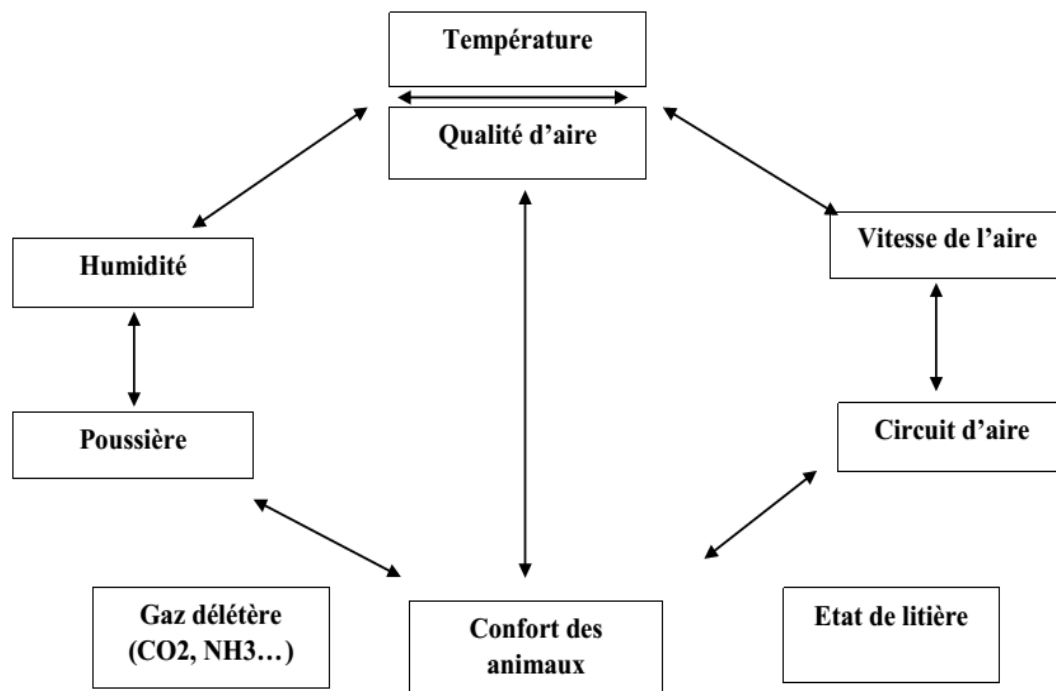 Température
Qualité d'aire
Vitesse de l'aire
Humidité
Circuit d'aire
Poussière
Gaz délétère
(CO2, NH3…)
Confort des
animaux
Etat de litière